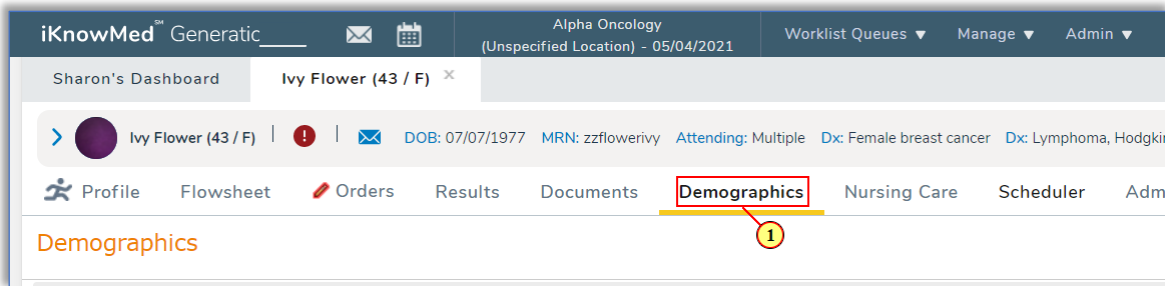 iKnowMed℠ Generatic____
Alpha Oncology
(Unspecified Location) - 05/04/2021
Worklist Queues ▼ Manage ▼ Admin ▼
Sharon's Dashboard Ivy Flower (43 / F) ×
Ivy Flower (43 / F) | ! | DOB: 07/07/1977 MRN: zzflowerivy Attending: Multiple Dx: Female breast cancer Dx: Lymphoma, Hodgkin
Profile Flowsheet Orders Results Documents Demographics Nursing Care Scheduler Adm
1
Demographics